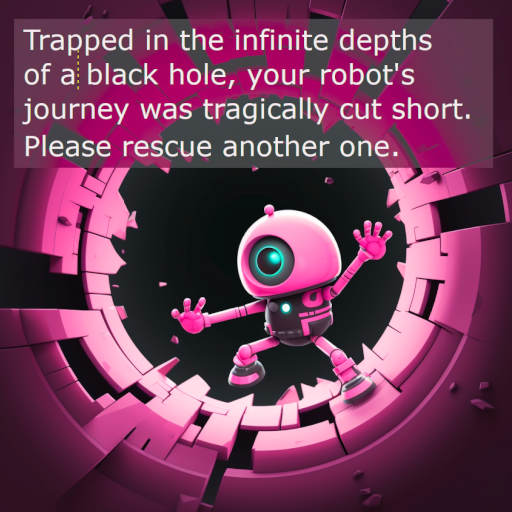 Trapped in the infinite depths
of a black hole, your robot's
journey was tragically cut short.
Please rescue another one.